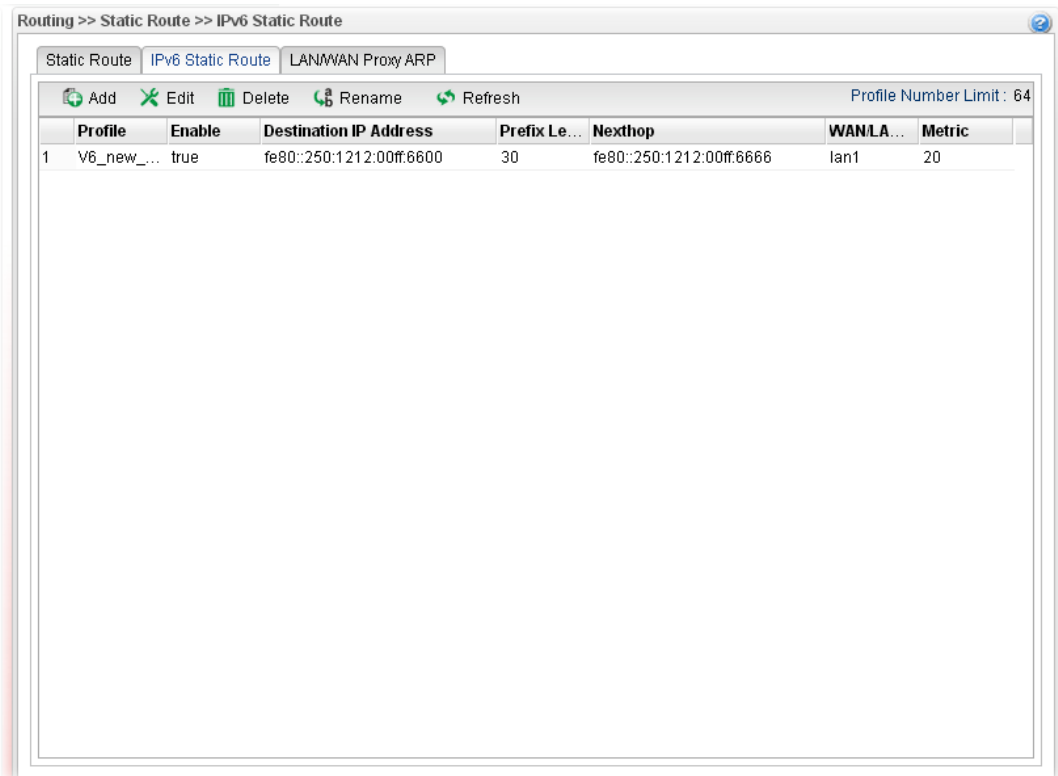 Routing >> Static Route >> IPv6 Static Route
Static Route IPv6 Static Route LAN/WAN Proxy ARP
Add Edit Delete Rename Refresh Profile Number Limit : 64
Profile Enable Destination IP Address Prefix Le... Nexthop WAN/LA... Metric
1 V6_new_... true fe80::250:1212:00ff:6600 30 fe80::250:1212:00ff:6666 lan1 20